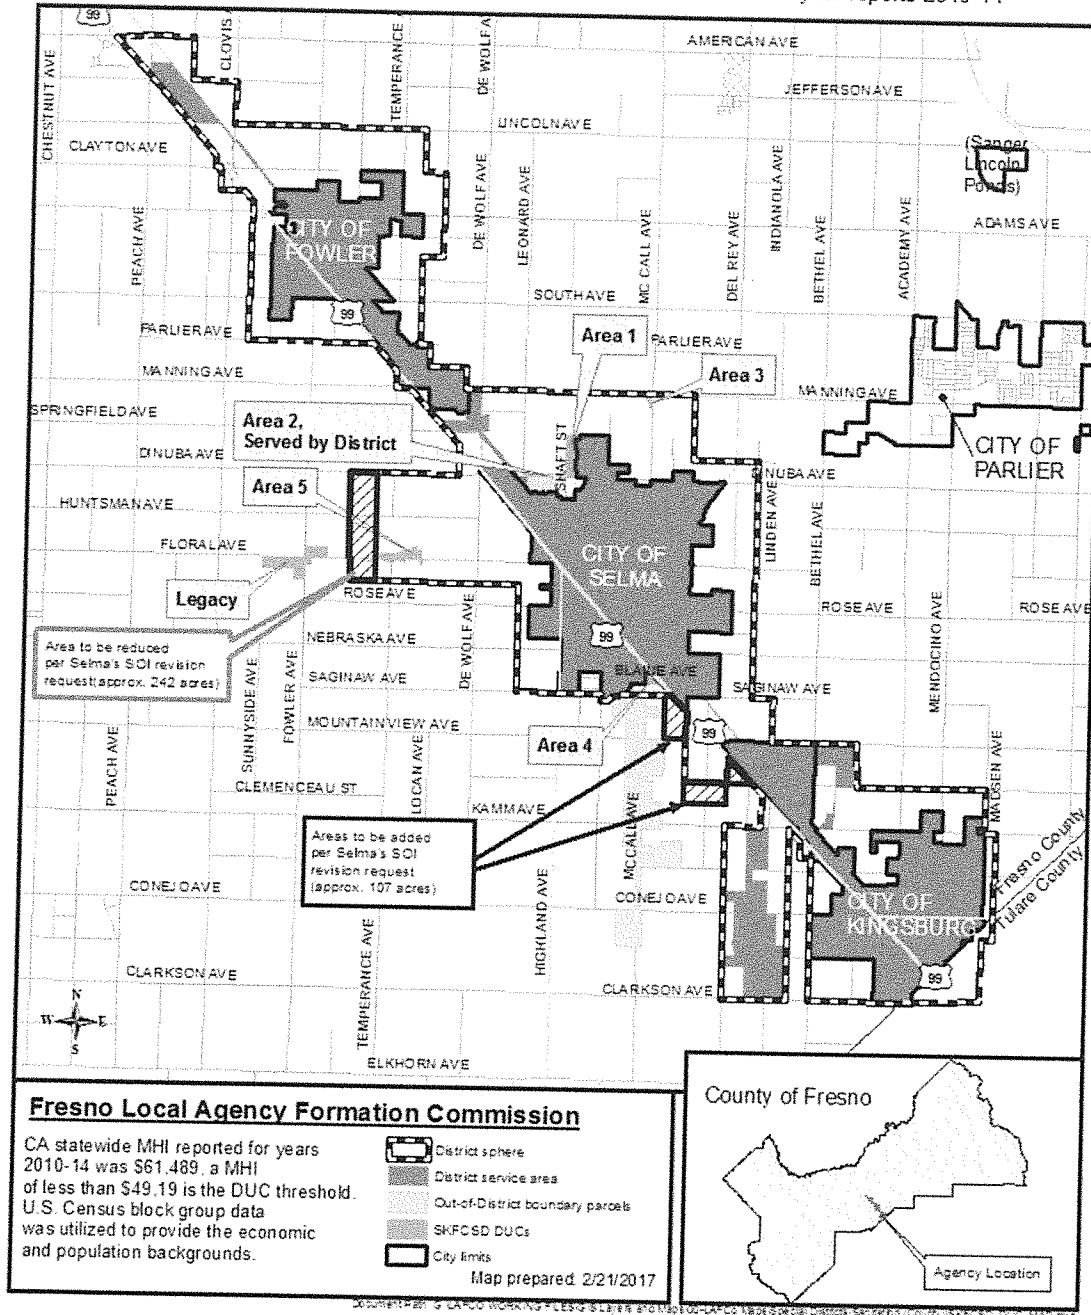 reports 2010-14
99
CHESTNUT AVE
CLOVIS
TEMPERANCE
DE WOLF A
AMERICAN AVE
JEFFERSON AVE
LINCOLN AVE
CLAYTON AVE
(Sanger
Lincoln
Ponds)
ADAMS AVE
PEACH AVE
CITY OF
FOWLER
DE WOLF AVE
LEONARD AVE
MC CALL AVE
DEL REY AVE
INDIANOLA AVE
BETHEL AVE
ACADEMY AVE
SOUTH AVE
99
PARLIER AVE
Area 1
PARLIER AVE
MANNING AVE
Area 3
MANNING AVE
SPRINGFIELD AVE
Area 2,
Served by District
SHAFT ST
CITY OF
PARLIER
DINUBA AVE
DINUBA AVE
Area 5
HUNTSMAN AVE
LINDEN AVE
BETHEL AVE
FLORAL AVE
CITY OF
SELMA
Legacy
ROSE AVE
ROSE AVE
ROSE AVE
Area to be reduced
per Selma's SOI revision
request(approx. 242 acres)
NEBRASKA AVE
99
DE WOLF AVE
ELAINE AVE
SAGINAW AVE
SAGINAW AVE
MENDOCINO AVE
SUNNYSIDE AVE
FOWLER AVE
MOUNTAIN VIEW AVE
99
Area 4
PEACH AVE
LOCAN AVE
MADSEN AVE
CLEMENCEAU ST
KAMM AVE
MCCALL AVE
Areas to be added
per Selma's SOI
revision request
(approx. 107 acres)
Fresno County
Tulare County
CONEJO AVE
HIGHLAND AVE
CONEJO AVE
CITY OF
KINGSBURG
TEMPERANCE AVE
CLARKSON AVE
CLARKSON AVE
99
N
W E
S
ELKHORN AVE
Fresno Local Agency Formation Commission
CA statewide MHI reported for years
2010-14 was $61,489, a MHI
of less than $49,19 is the DUC threshold.
U.S. Census block group data
was utilized to provide the economic
and population backgrounds.
District sphere
District service area
Out-of-District boundary parcels
SKFCSD DUCs
City limits
Map prepared: 2/21/2017
County of Fresno
Agency Location